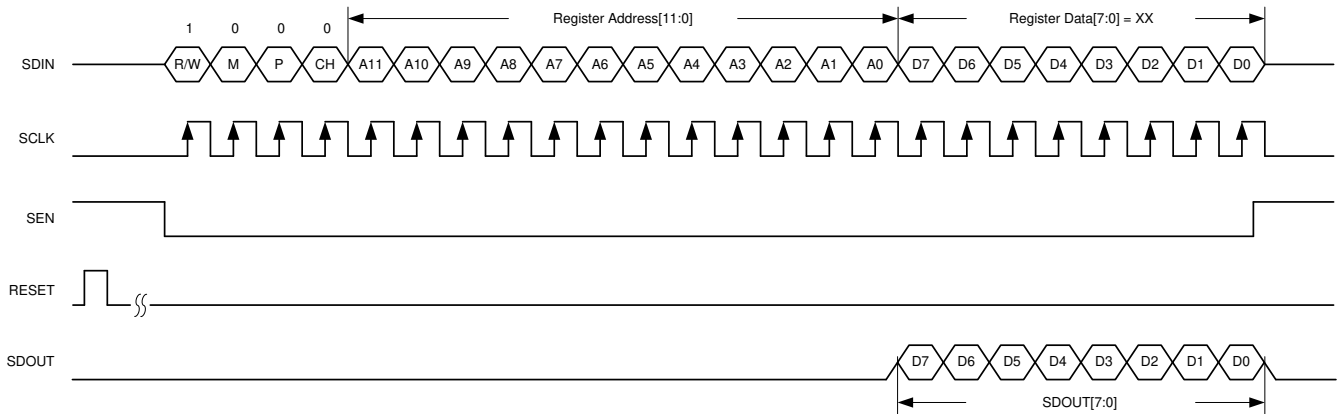 1 0 0 0 Register Address[11:0] Register Data[7:0] = XX
SDIN R/W M P CH A11 A10 A9 A8 A7 A6 A5 A4 A3 A2 A1 A0 D7 D6 D5 D4 D3 D2 D1 D0
SCLK
SEN
RESET
SDOUT D7 D6 D5 D4 D3 D2 D1 D0
SDOUT[7:0]